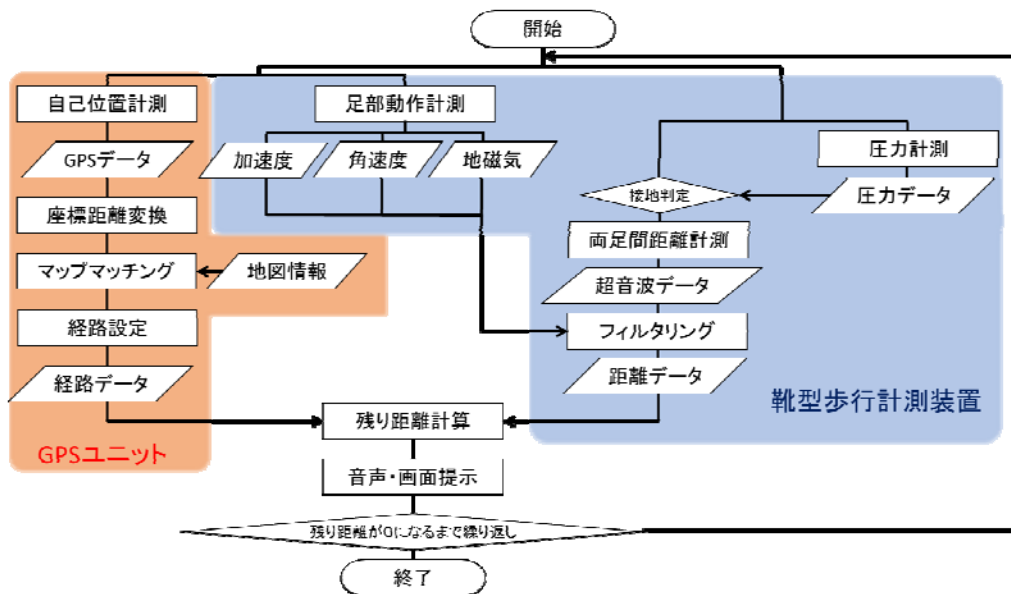 開始
自己位置計測
足部動作計測
GPSデータ
加速度
角速度
地磁気
圧力計測
接地判定
圧力データ
座標距離変換
両足間距離計測
マップマッチング
地図情報
超音波データ
経路設定
フィルタリング
経路データ
距離データ
靴型歩行計測装置
残り距離計算
GPSユニット
音声・画面提示
残り距離が0になるまで繰り返し
終了